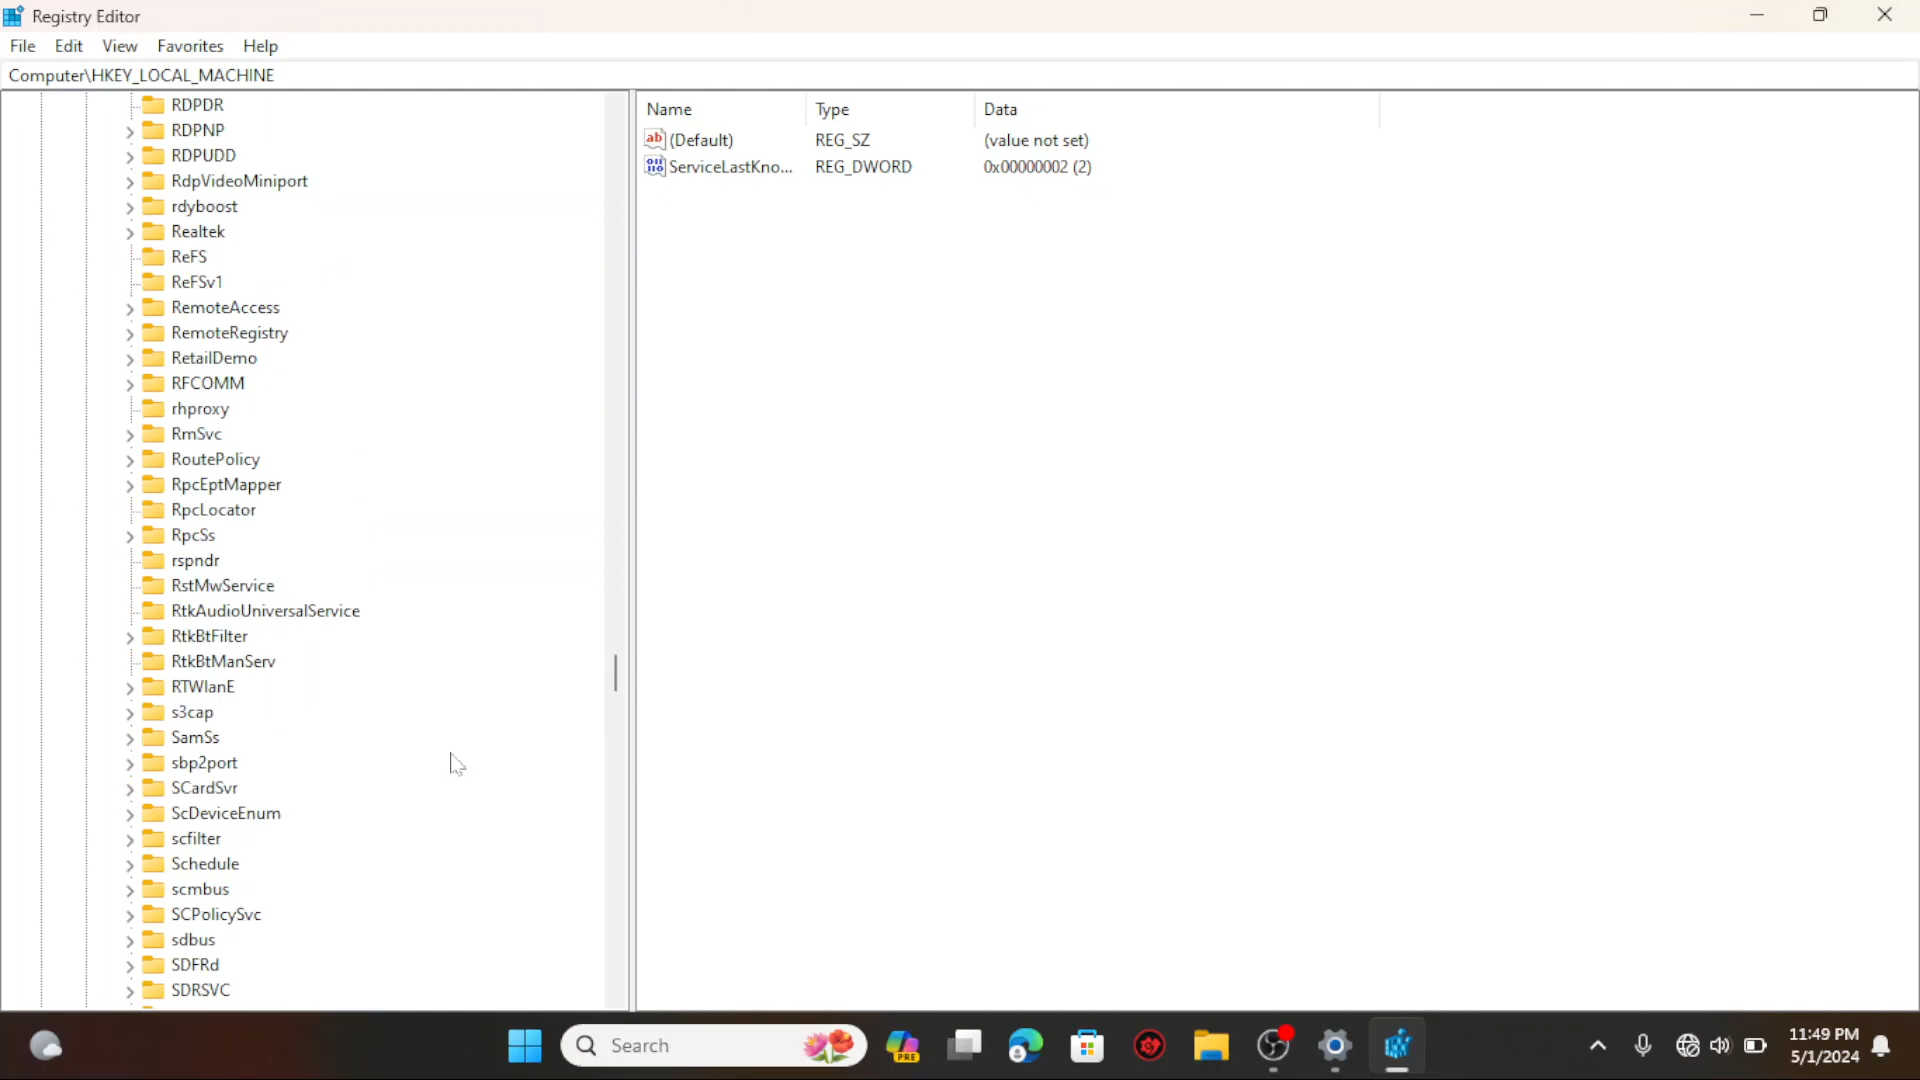 Registry Editor
File Edit View Favorites Help
Computer\HKEY_LOCAL_MACHINE
RDPDR
RDPNP
RDPUDD
RdpVideoMiniport
rdyboost
Realtek
ReFS
ReFSv1
RemoteAccess
RemoteRegistry
RetailDemo
RFCOMM
rhproxy
RmSvc
RoutePolicy
RpcEptMapper
RpcLocator
RpcSs
rspndr
RstMwService
RtkAudioUniversalService
RtkBtFilter
RtkBtManServ
RTWlanE
s3cap
SamSs
sbp2port
SCardSvr
ScDeviceEnum
scfilter
Schedule
scmbus
SCPolicySvc
sdbus
SDFRd
SDRSVC
Name Type Data
(Default) REG_SZ (value not set)
ServiceLastKno... REG_DWORD 0x00000002 (2)
Search
PRE
11:49 PM
5/1/2024